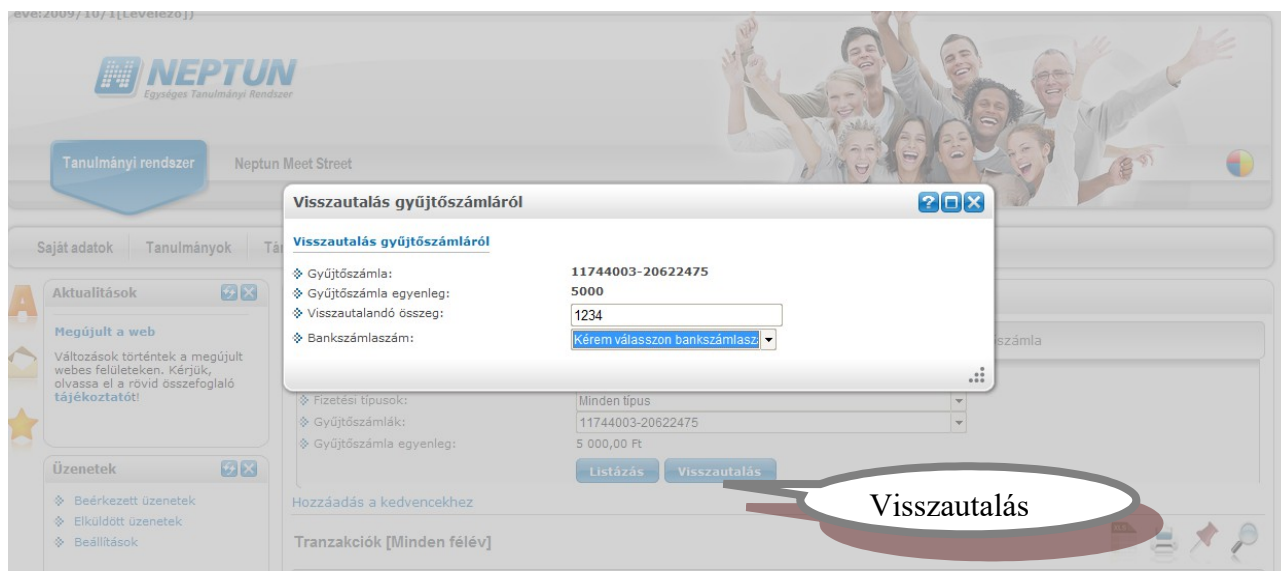 eve:2009/10/1[Levelező])
NEPTUN
Egységes Tanulmányi Rendszer
Tanulmányi rendszer
Neptun Meet Street
Visszautalás gyűjtőszámláról
Visszautalás gyűjtőszámláról
Gyűjtőszámla: 11744003-20622475
Gyűjtőszámla egyenleg: 5000
Visszautalandó összeg: 1234
Bankszámlaszám: Kérem válasszon bankszámlasz
Saját adatok Tanulmányok Tár
Aktualitások
Megújult a web
Változások történtek a megújult
webes felületeken. Kérjük,
olvassa el a rövid összefoglaló
tájékoztatót!
számla
Fizetési típusok: Minden típus
Gyűjtőszámlák: 11744003-20622475
Gyűjtőszámla egyenleg: 5 000,00 Ft
Listázás Visszautalás
Visszautalás
Üzenetek
Beérkezett üzenetek
Elküldött üzenetek
Beállítások
Hozzáadás a kedvencekhez
Tranzakciók [Minden félév]